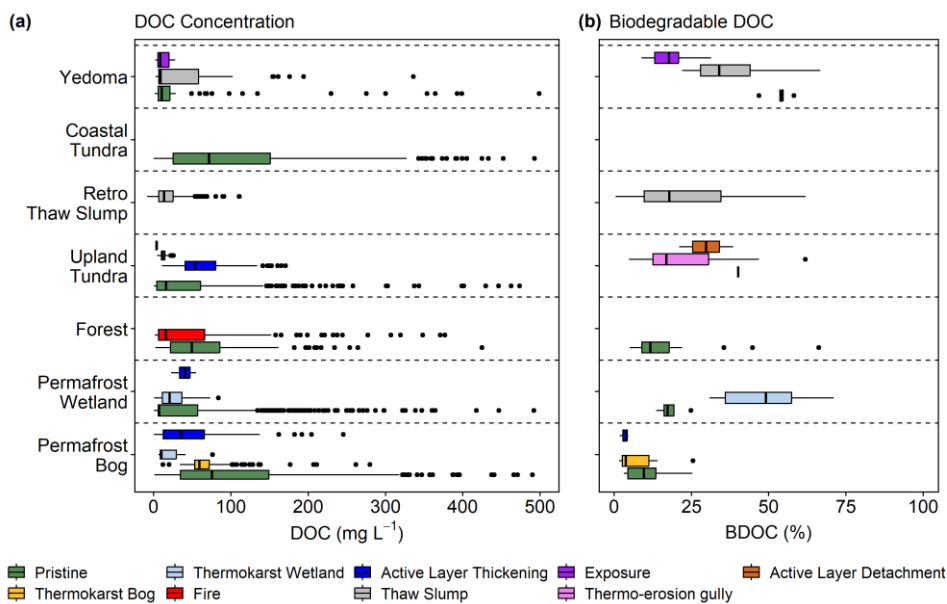 (a) DOC Concentration
(b) Biodegradable DOC
Yedoma
Coastal
Tundra
Retro
Thaw Slump
Upland
Tundra
Forest
Permafrost
Wetland
Permafrost
Bog
0 100 200 300 400 500
DOC (mg L⁻¹)
0 25 50 75 100
BDOC (%)
Pristine Thermokarst Wetland Active Layer Thickening Exposure Active Layer Detachment
Thermokarst Bog Fire Thaw Slump Thermo-erosion gully